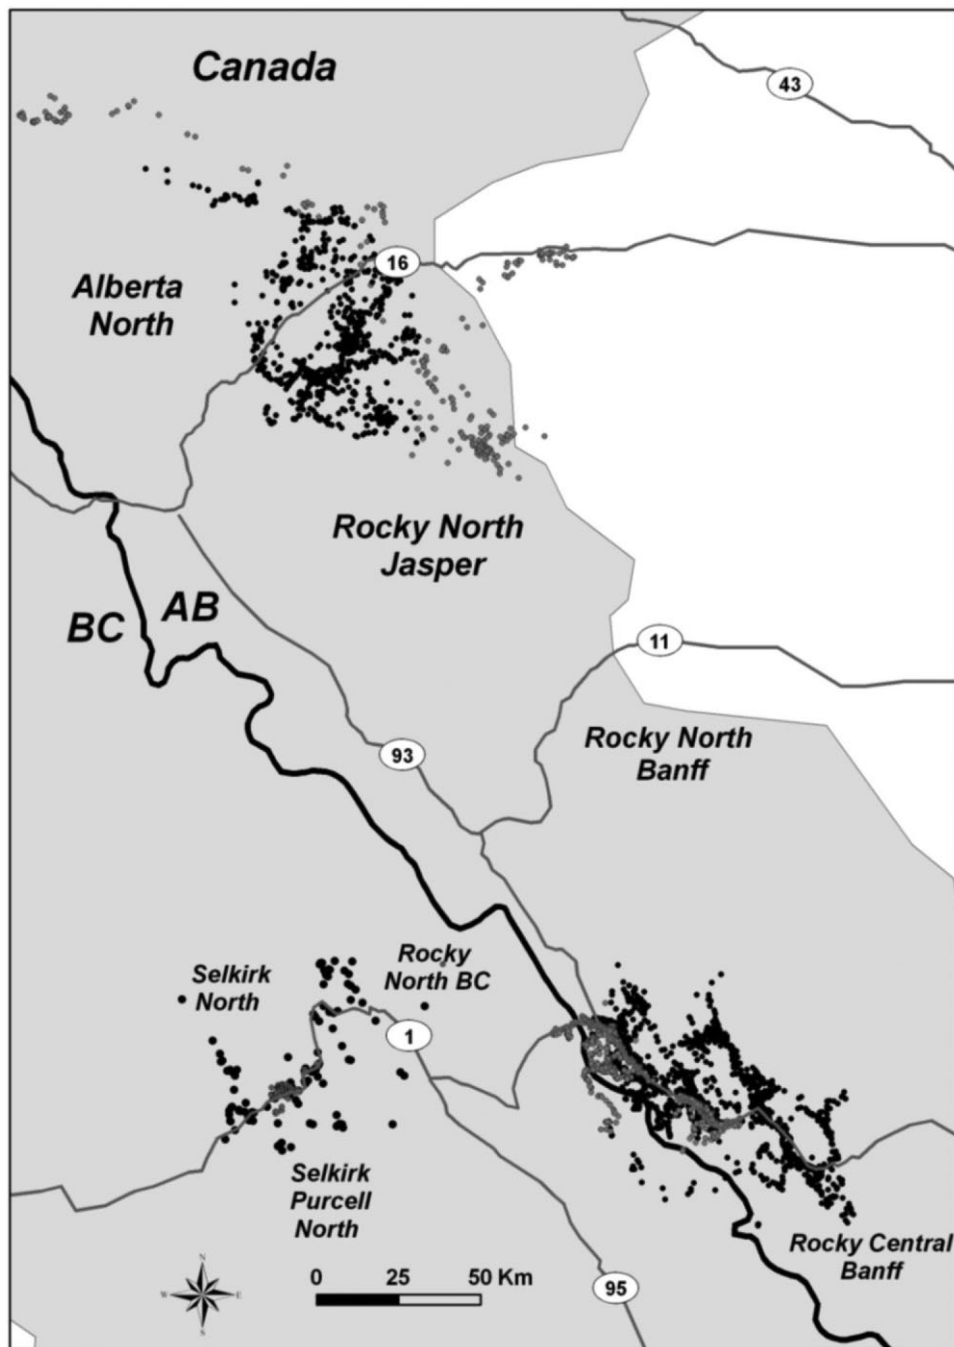 Canada
43
16
Alberta
North
Rocky North
Jasper
BC
AB
11
Rocky North
Banff
93
Rocky
North BC
Selkirk
North
1
Selkirk
Purcell
North
Rocky Central
Banff
N
W
E
S
0 25 50 Km
95